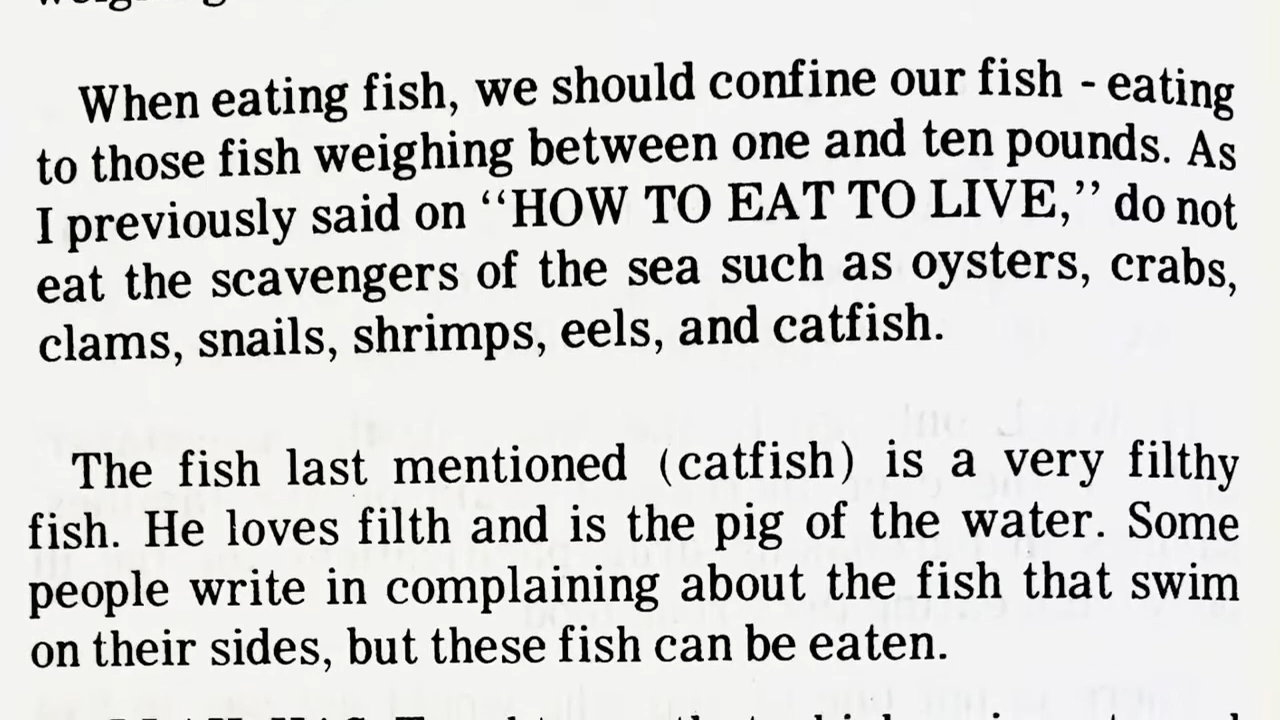 When eating fish, we should confine our fish - eating
to those fish weighing between one and ten pounds. As
I previously said on “HOW TO EAT TO LIVE,” do not
eat the scavengers of the sea such as oysters, crabs,
clams, snails, shrimps, eels, and catfish.
The fish last mentioned (catfish) is a very filthy
fish. He loves filth and is the pig of the water. Some
people write in complaining about the fish that swim
on their sides, but these fish can be eaten.